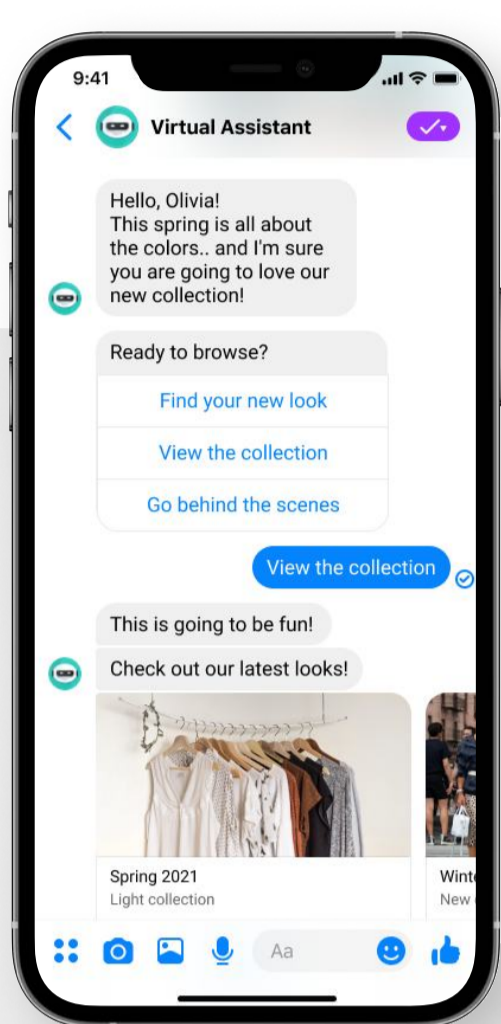 9:41
Virtual Assistant
Hello, Olivia!
This spring is all about
the colors.. and I'm sure
you are going to love our
new collection!
Ready to browse?
Find your new look
View the collection
Go behind the scenes
View the collection
This is going to be fun!
Check out our latest looks!
Spring 2021
Light collection
New
Aa